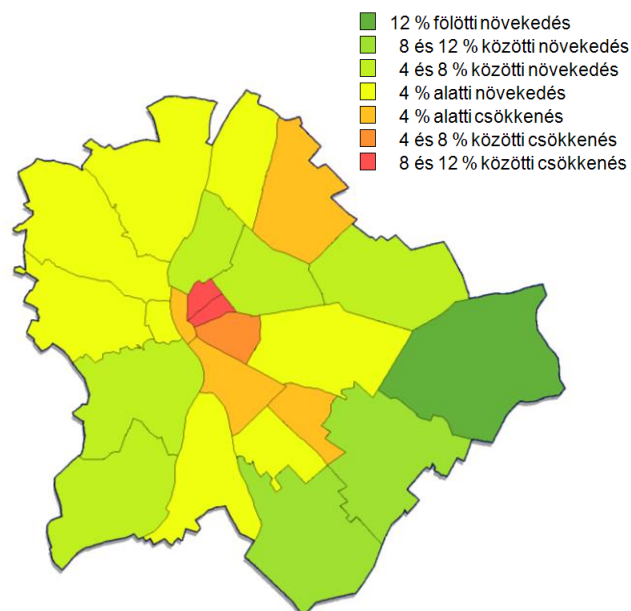 12 % fölötti növekedés
8 és 12 % közötti növekedés
4 és 8 % közötti növekedés
4 % alatti növekedés
4 % alatti csökkenés
4 és 8 % közötti csökkenés
8 és 12 % közötti csökkenés